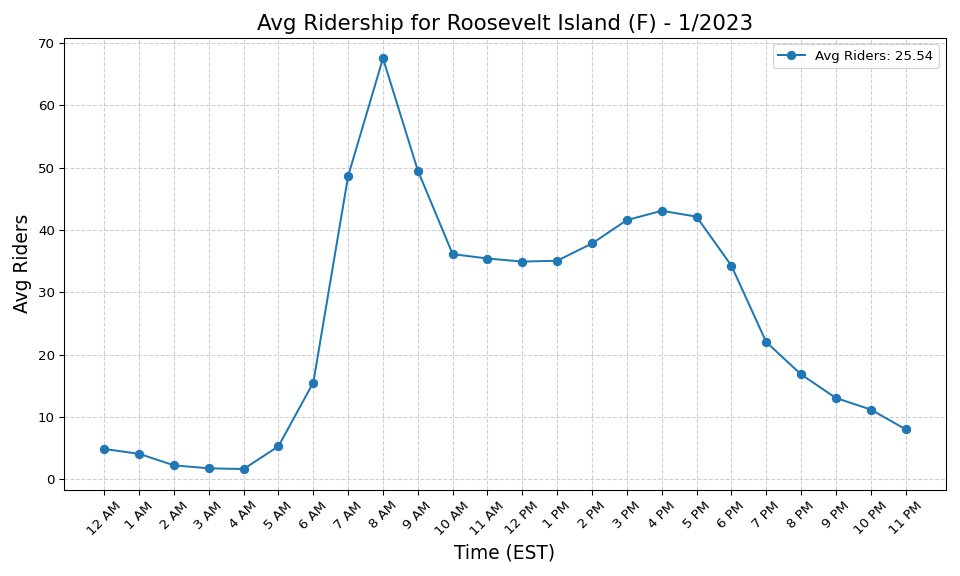 Avg Ridership for Roosevelt Island (F) - 1/2023
Avg Riders: 25.54
Avg Riders
70
60
50
40
30
20
10
0
12 AM
1 AM
2 AM
3 AM
4 AM
5 AM
6 AM
7 AM
8 AM
9 AM
10 AM
11 AM
12 PM
1 PM
2 PM
3 PM
4 PM
5 PM
6 PM
7 PM
8 PM
9 PM
10 PM
11 PM
Time (EST)